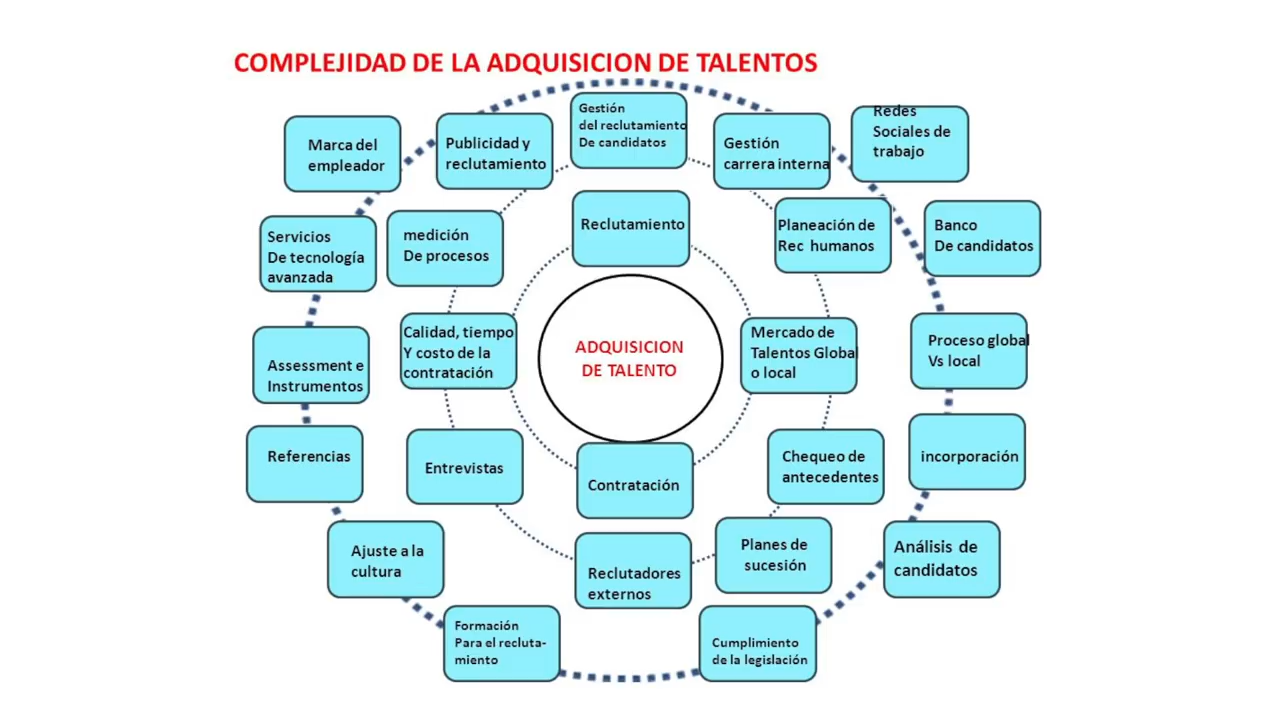 COMPLEJIDAD DE LA ADQUISICION DE TALENTOS
Gestión
del reclutamiento
De candidatos
Redes
Sociales de
trabajo
Marca del
empleador
Publicidad y
reclutamiento
Gestión
carrera interna
Reclutamiento
Servicios
De tecnología
avanzada
medición
De procesos
Planeación de
Rec humanos
Banco
De candidatos
Calidad, tiempo
Y costo de la
contratación
ADQUISICION
DE TALENTO
Mercado de
Talentos Global
o local
Proceso global
Vs local
Assessment e
Instrumentos
Referencias
Entrevistas
Contratación
Chequeo de
antecedentes
incorporación
Ajuste a la
cultura
Reclutadores
externos
Planes de
sucesión
Análisis de
candidatos
Formación
Para el recluta-
miento
Cumplimiento
de la legislación